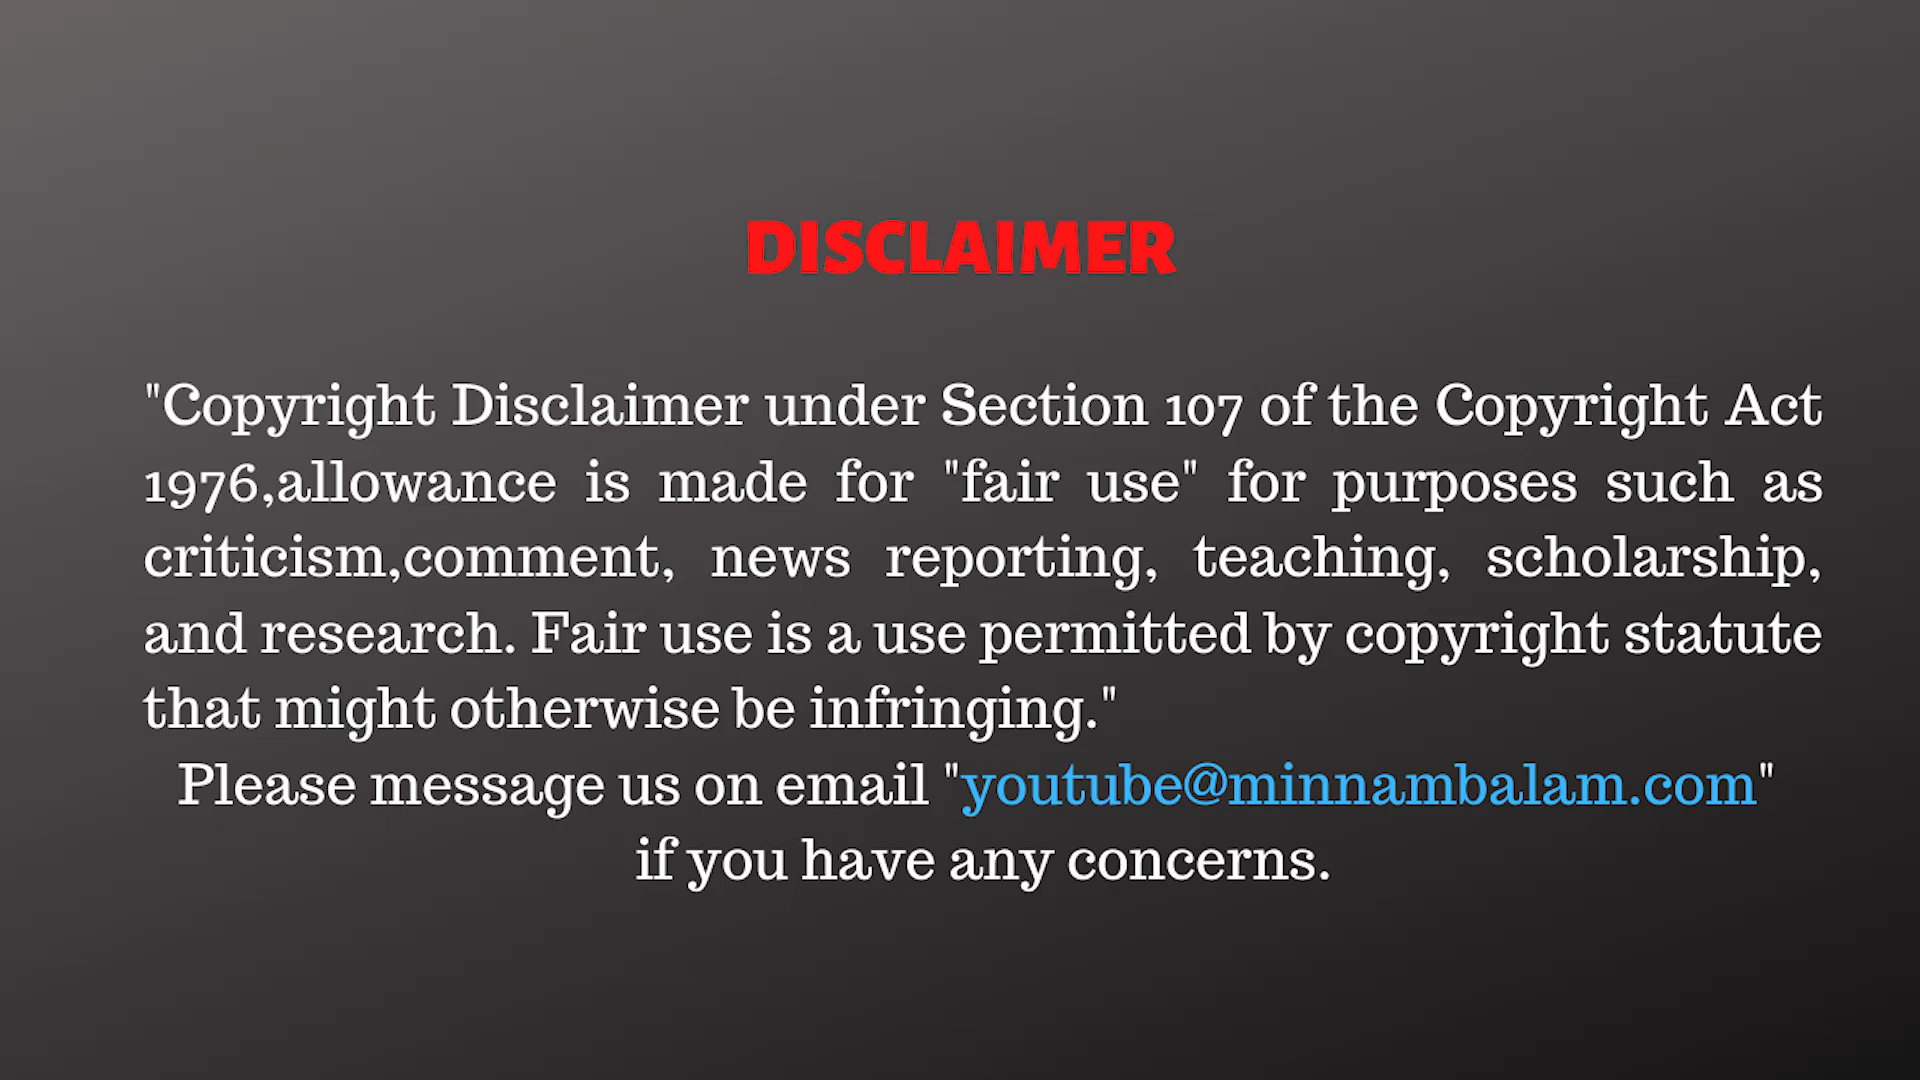 DISCLAIMER
"Copyright Disclaimer under Section 107 of the Copyright Act
1976,allowance is made for "fair use" for purposes such as
criticism,comment, news reporting, teaching, scholarship,
and research. Fair use is a use permitted by copyright statute
that might otherwise be infringing."
Please message us on email "youtube@minnambalam.com"
if you have any concerns.